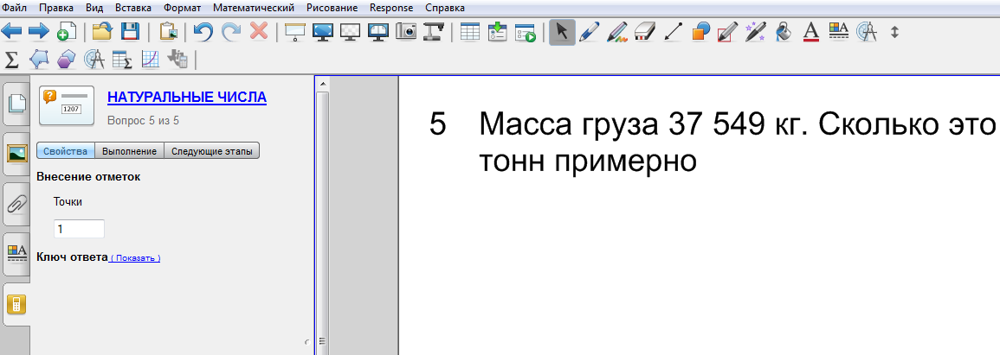 Файл Правка Вид Вставка Формат Математический Рисование Response Справка
НАТУРАЛЬНЫЕ ЧИСЛА
1207
Вопрос 5 из 5
Свойства Выполнение Следующие этапы
Внесение отметок
Точки
1
Ключ ответа ( Показать )
5 Масса груза 37 549 кг. Сколько это
тонн примерно